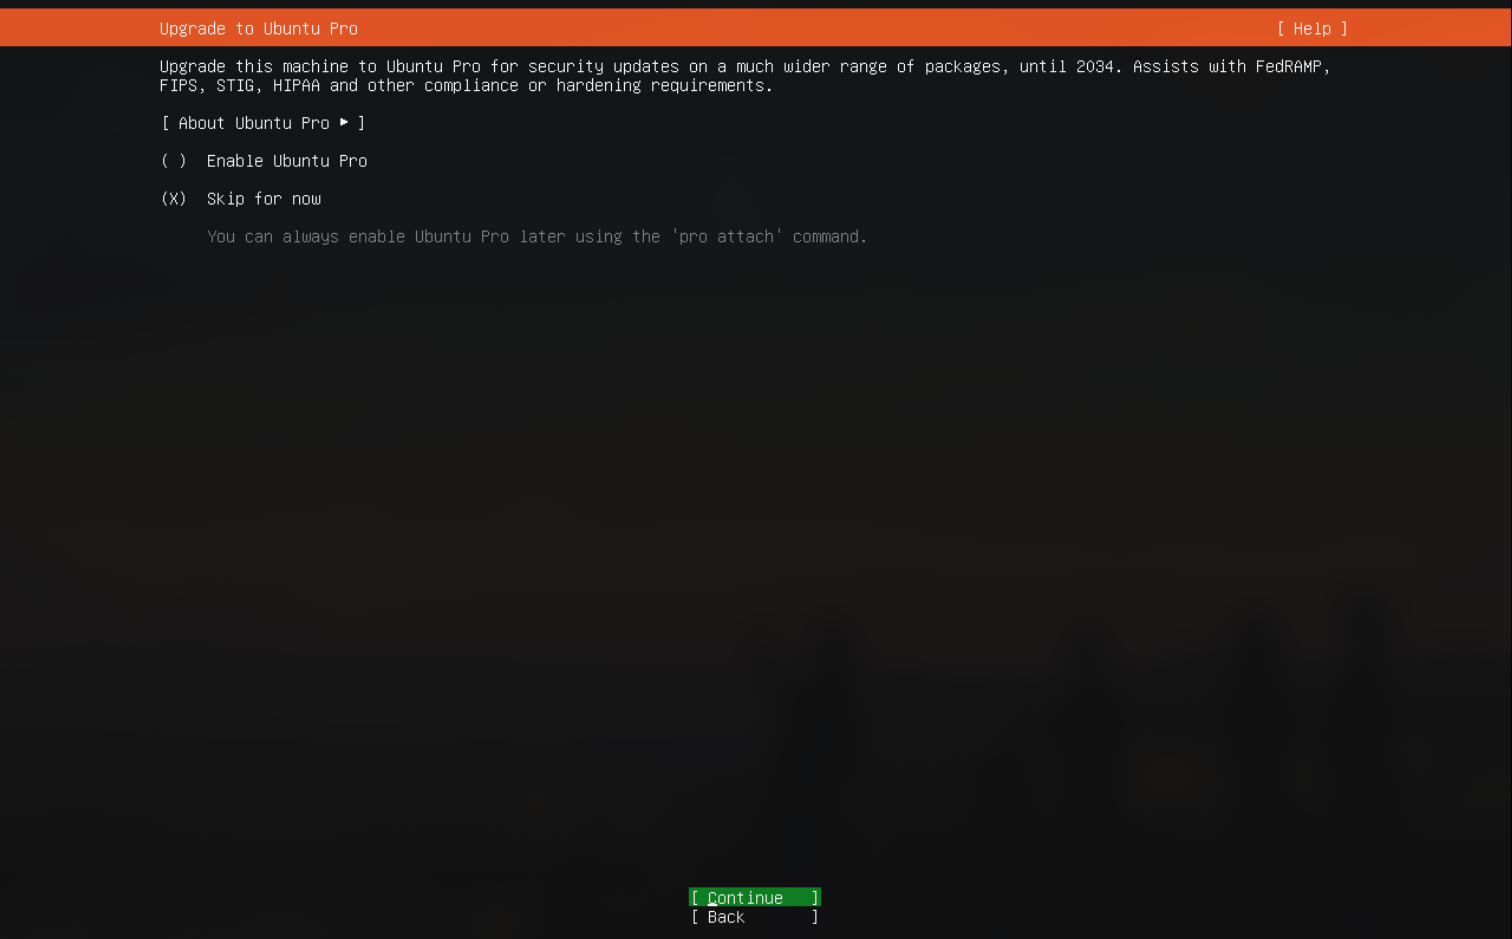 Upgrade to Ubuntu Pro [ Help ]
Upgrade this machine to Ubuntu Pro for security updates on a much wider range of packages, until 2034. Assists with FedRAMP,
FIPS, STIG, HIPAA and other compliance or hardening requirements.
[ About Ubuntu Pro ▸ ]
( ) Enable Ubuntu Pro
(X) Skip for now
You can always enable Ubuntu Pro later using the 'pro attach' command.
[ Continue ]
[ Back ]